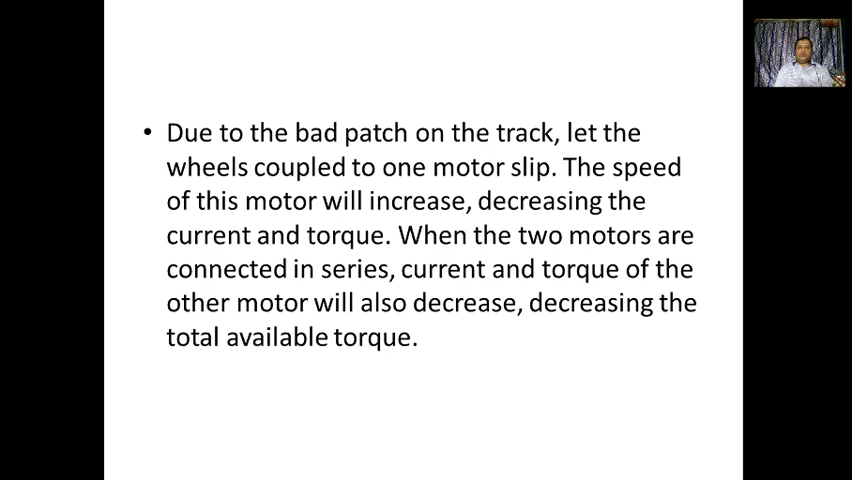 • Due to the bad patch on the track, let the
wheels coupled to one motor slip. The speed
of this motor will increase, decreasing the
current and torque. When the two motors are
connected in series, current and torque of the
other motor will also decrease, decreasing the
total available torque.